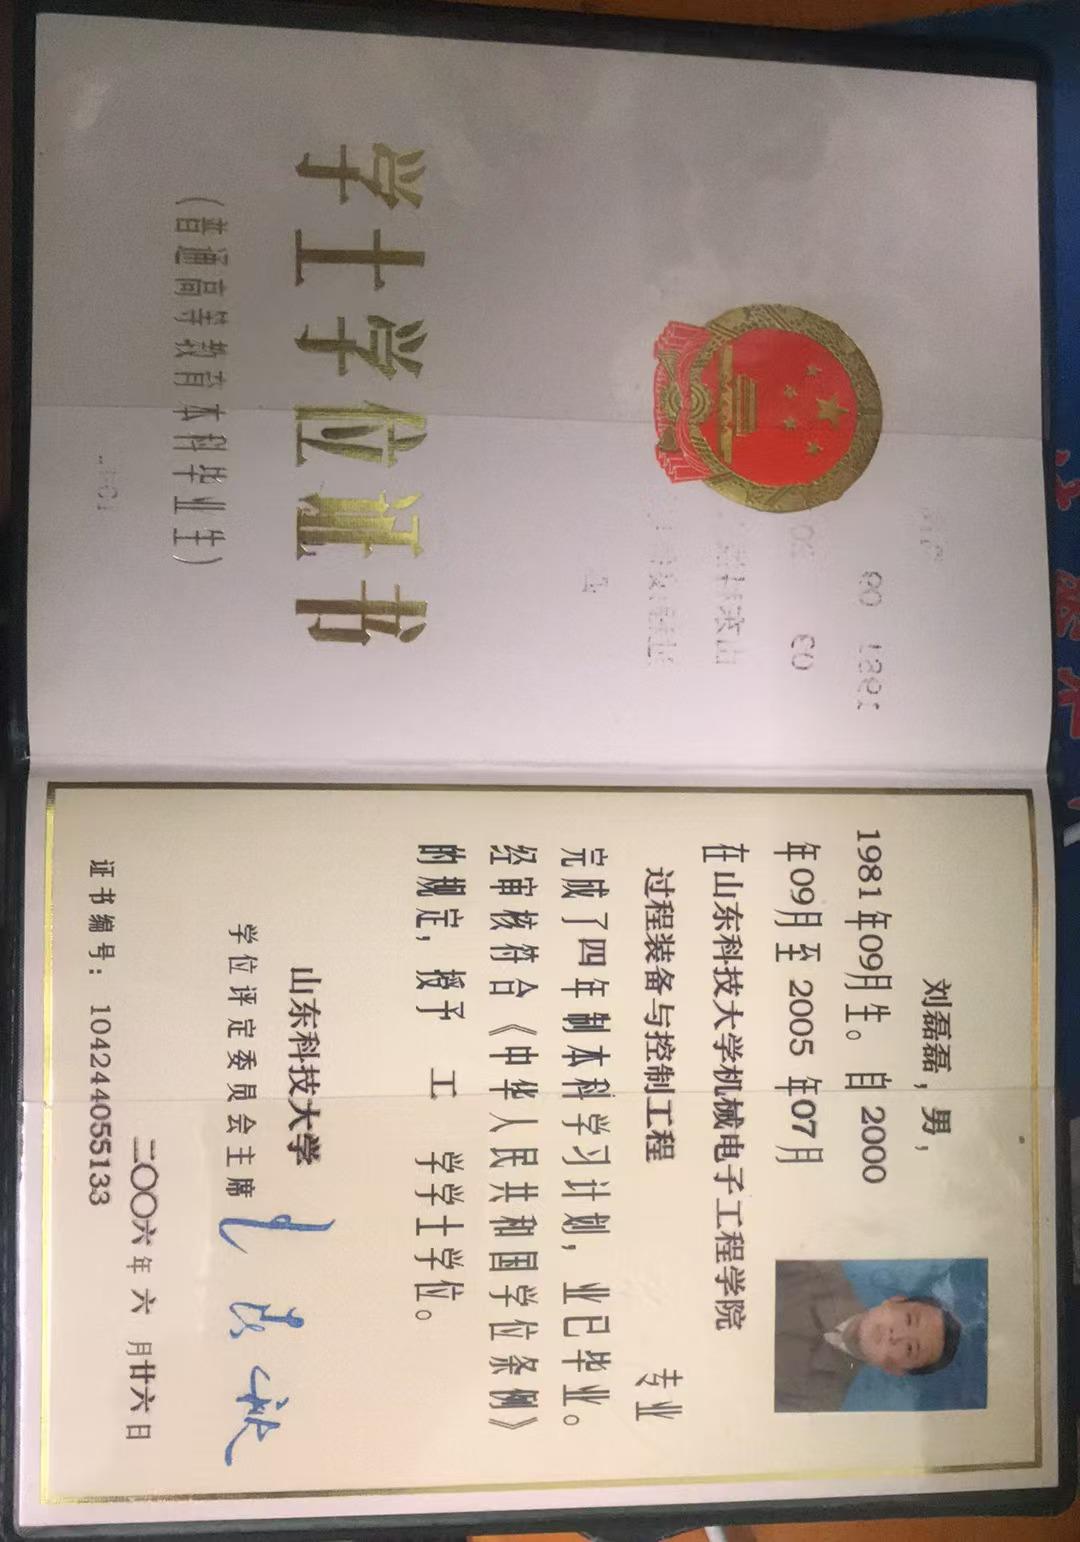 学士学位证书
(普通高等教育本科毕业生)
刘磊磊，男，
1981年09月生。自2000
年09月至2005年07月
在山东科技大学机械电子工程学院
过程装备与控制工程 专业
完成了四年制本科学习计划，业已毕业。
经审核符合《中华人民共和国学位条例》
的规定，授予 工 学学士学位。
山东科技大学
学位评定委员会主席
二〇〇六年六月廿六日
证书编号：1042440551​33